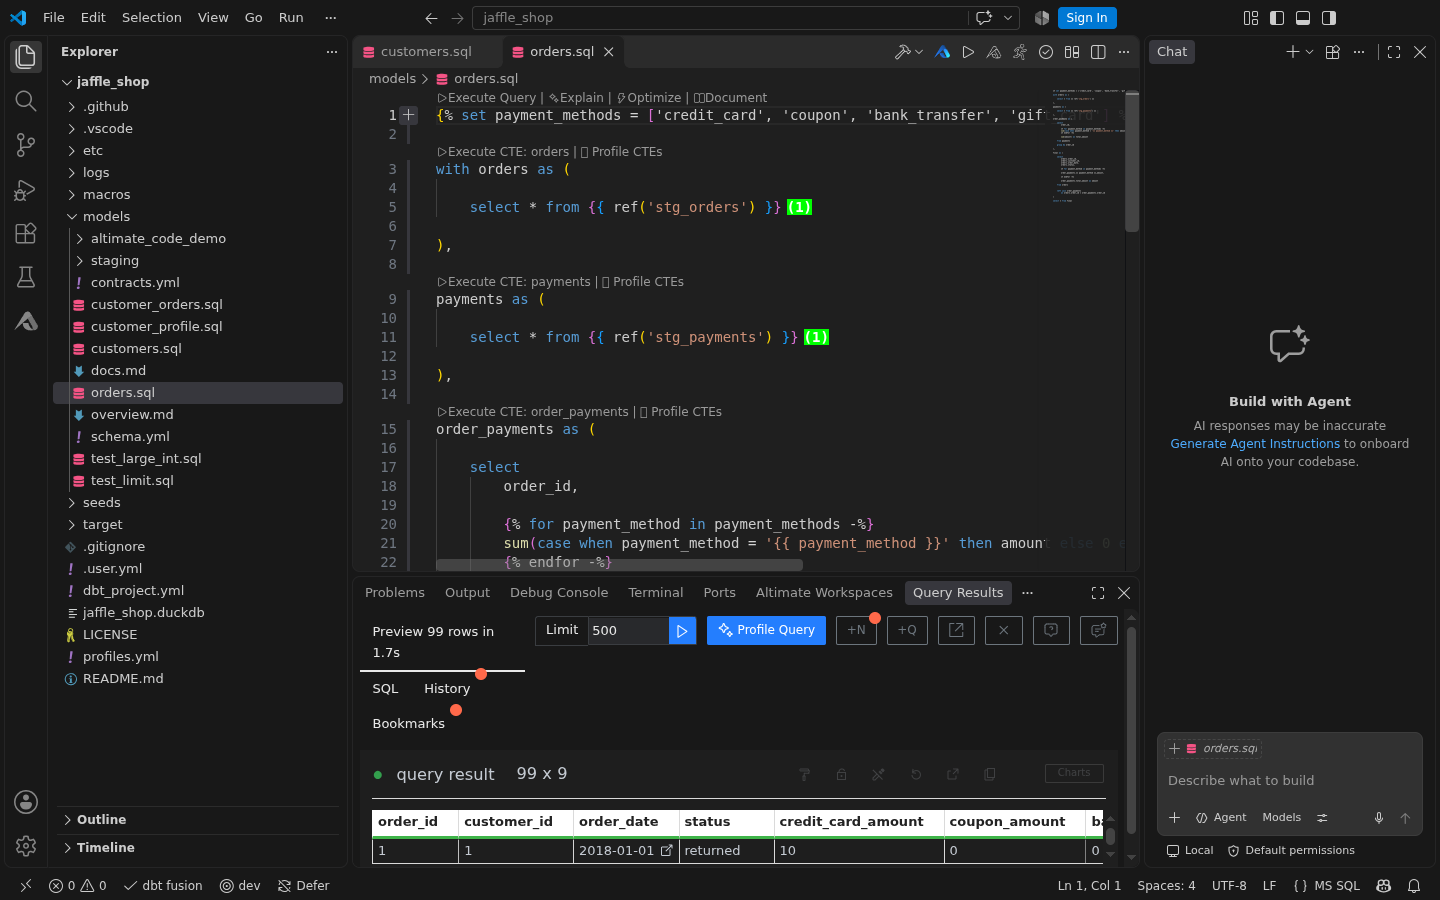 File Edit Selection View Go Run ···
jaffle_shop
Sign In
Explorer
jaffle_shop
.github
.vscode
etc
logs
macros
models
altimate_code_demo
staging
contracts.yml
customer_orders.sql
customer_profile.sql
customers.sql
docs.md
orders.sql
overview.md
schema.yml
test_large_int.sql
test_limit.sql
seeds
target
.gitignore
.user.yml
dbt_project.yml
jaffle_shop.duckdb
LICENSE
profiles.yml
README.md
Outline
Timeline
customers.sql orders.sql
models > orders.sql
Execute Query | Explain | Optimize | Document
1 {% set payment_methods = ['credit_card', 'coupon', 'bank_transfer', 'gif
2
Execute CTE: orders | Profile CTEs
3 with orders as (
4
5 select * from {{ ref('stg_orders') }} (1)
6
7 ),
8
Execute CTE: payments | Profile CTEs
9 payments as (
10
11 select * from {{ ref('stg_payments') }} (1)
12
13 ),
14
Execute CTE: order_payments | Profile CTEs
15 order_payments as (
16
17 select
18 order_id,
19
20 {% for payment_method in payment_methods -%}
21 sum(case when payment_method = '{{ payment_method }}' then amount else 0 e
22 {% endfor -%}
Problems Output Debug Console Terminal Ports Altimate Workspaces Query Results ···
Preview 99 rows in
1.7s
Limit 500 Profile Query +N +Q
SQL History
Bookmarks
query result 99 x 9
Charts
order_id customer_id order_date status credit_card_amount coupon_amount ba
1 1 2018-01-01 returned 10 0 0
Chat
Build with Agent
AI responses may be inaccurate
Generate Agent Instructions to onboard
AI onto your codebase.
orders.sql
Describe what to build
Agent Models
Local Default permissions
0 0 dbt fusion dev Defer
Ln 1, Col 1 Spaces: 4 UTF-8 LF {} MS SQL